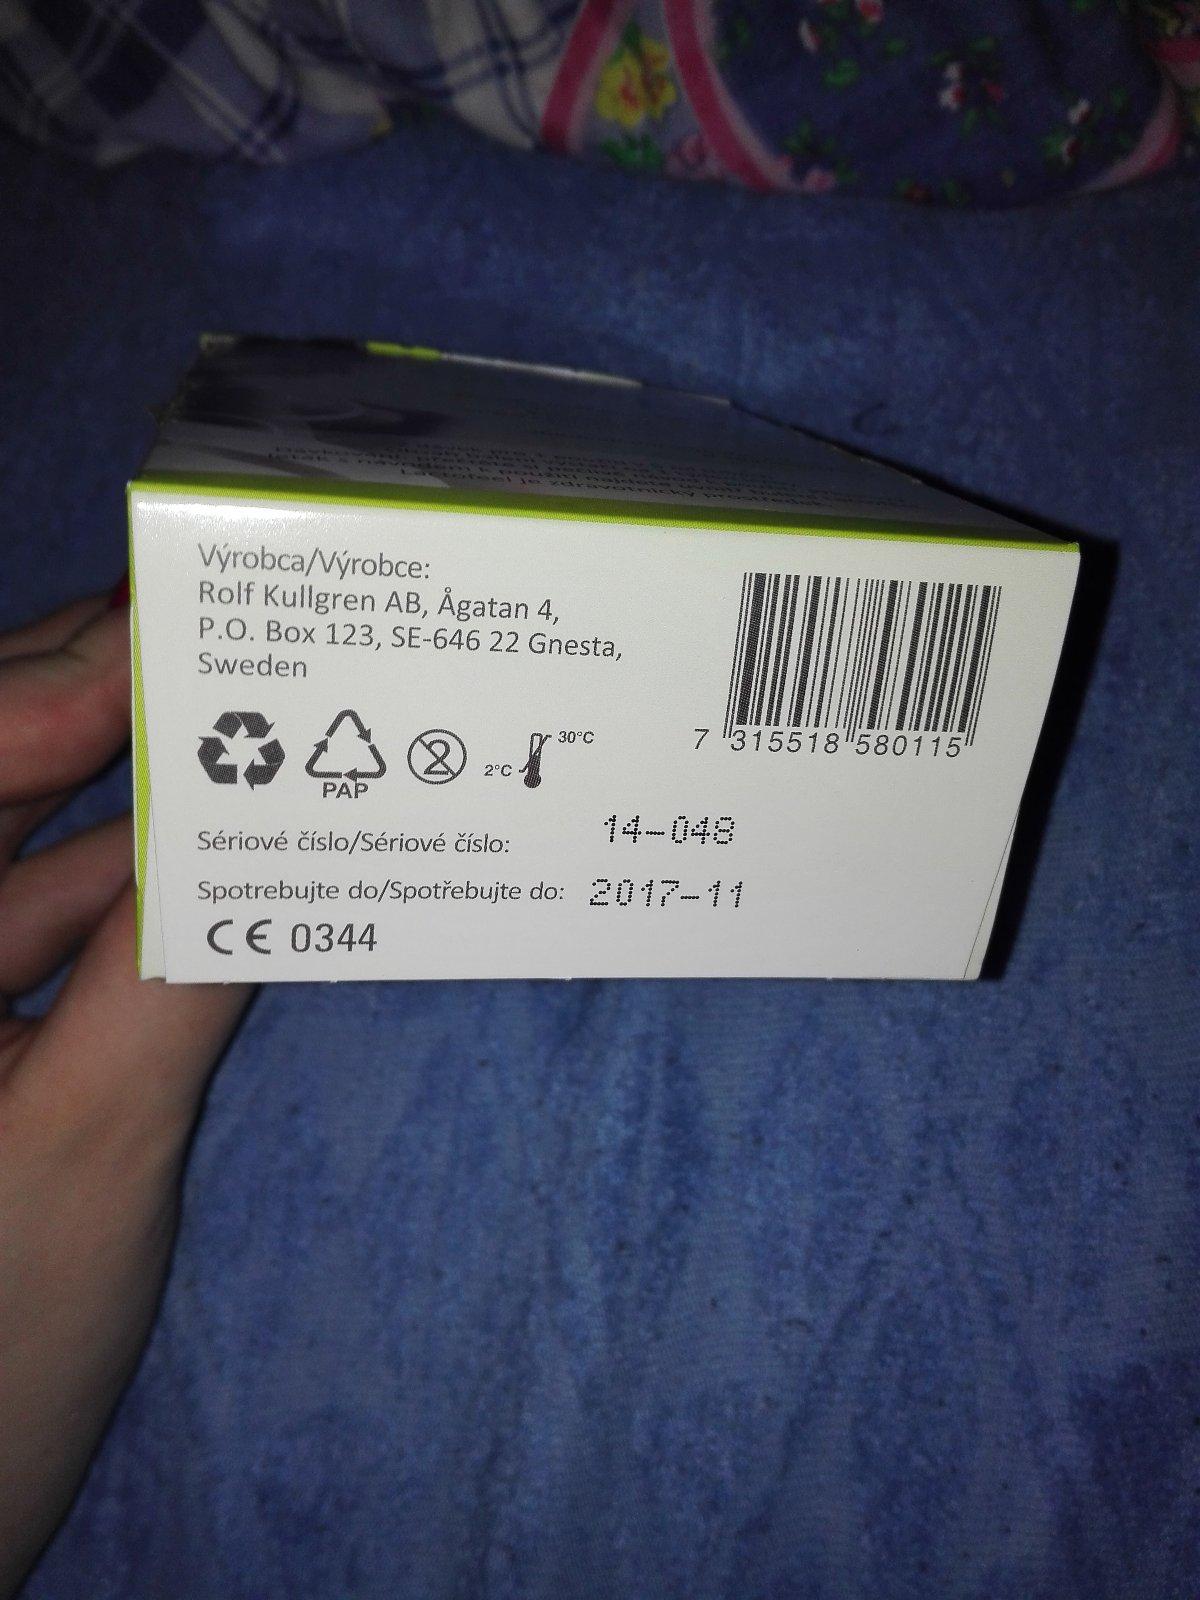 Výrobca/Výrobce:
Rolf Kullgren AB, Ågatan 4,
P.O. Box 123, SE-646 22 Gnesta,
Sweden
7 315518 580115
PAP
2
2°C
30°C
Sériové číslo/Sériové číslo: 14-048
Spotrebujte do/Spotřebujte do: 2017-11
CE 0344